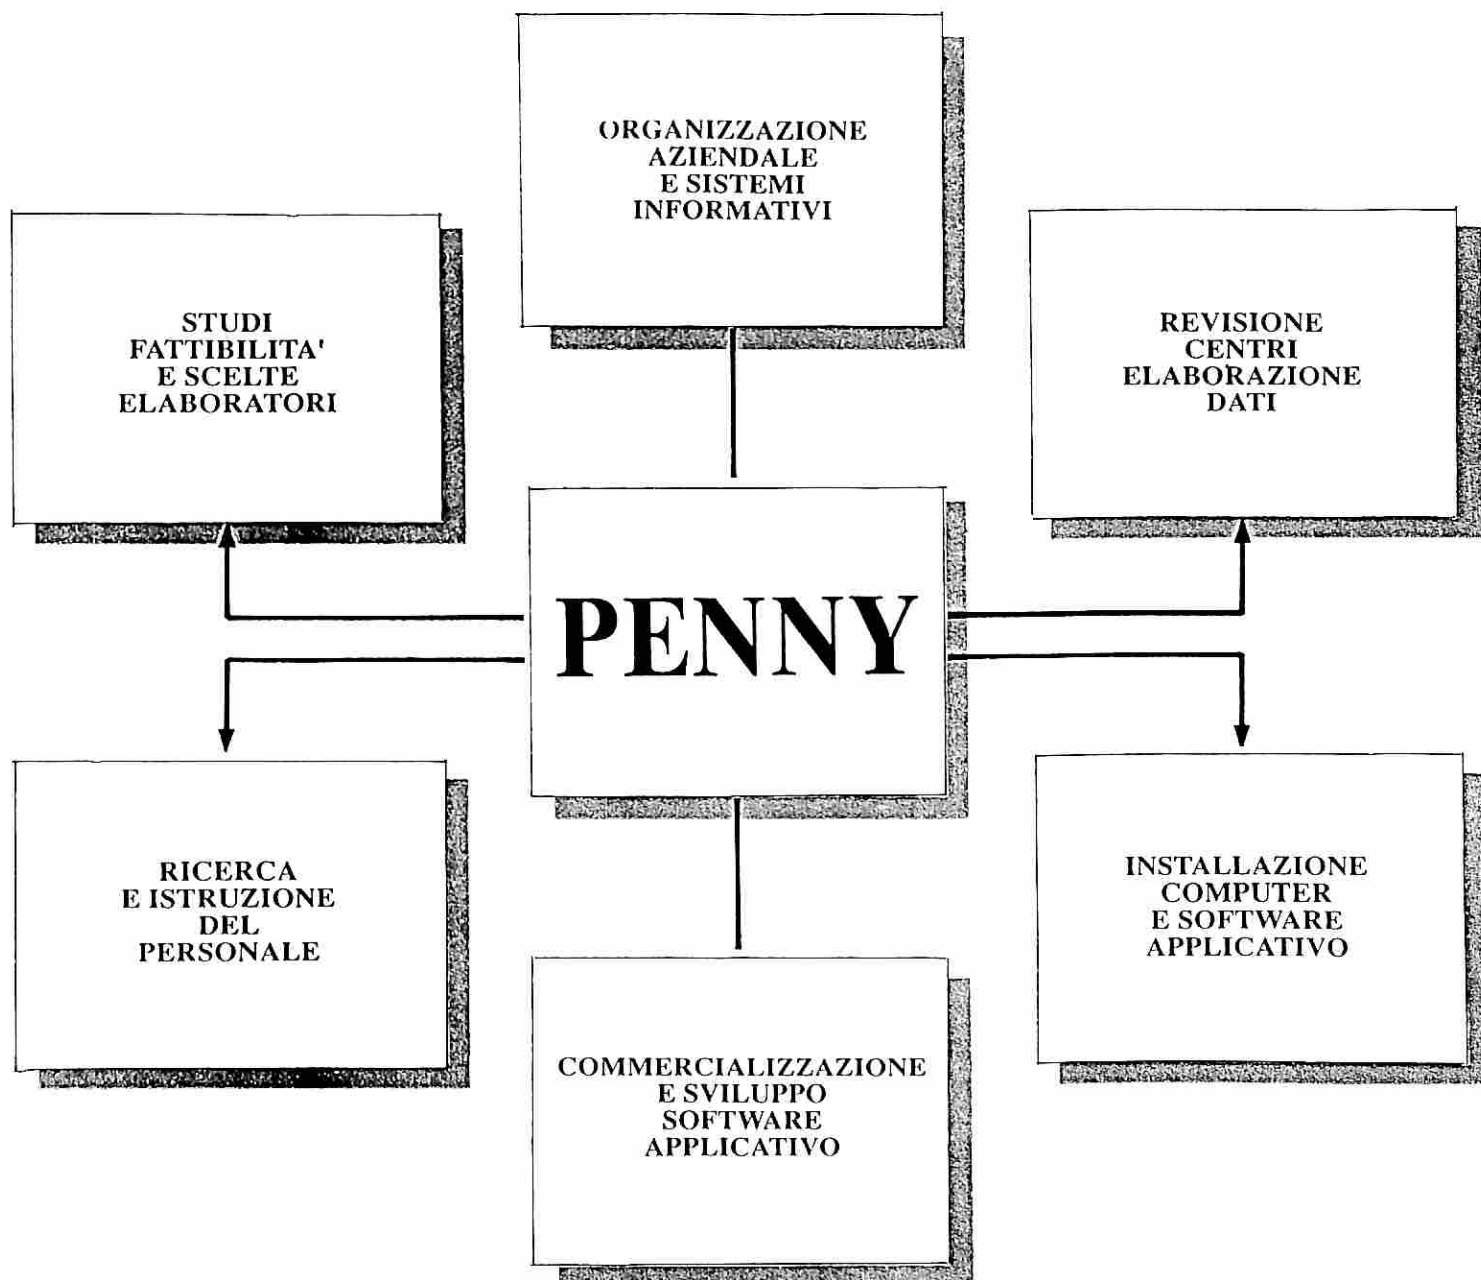 ORGANIZZAZIONE
AZIENDALE
E SISTEMI
INFORMATIVI
STUDI
FATTIBILITA'
E SCELTE
ELABORATORI
REVISIONE
CENTRI
ELABORAZIONE
DATI
PENNY
RICERCA
E ISTRUZIONE
DEL
PERSONALE
INSTALLAZIONE
COMPUTER
E SOFTWARE
APPLICATIVO
COMMERCIALIZZAZIONE
E SVILUPPO
SOFTWARE
APPLICATIVO